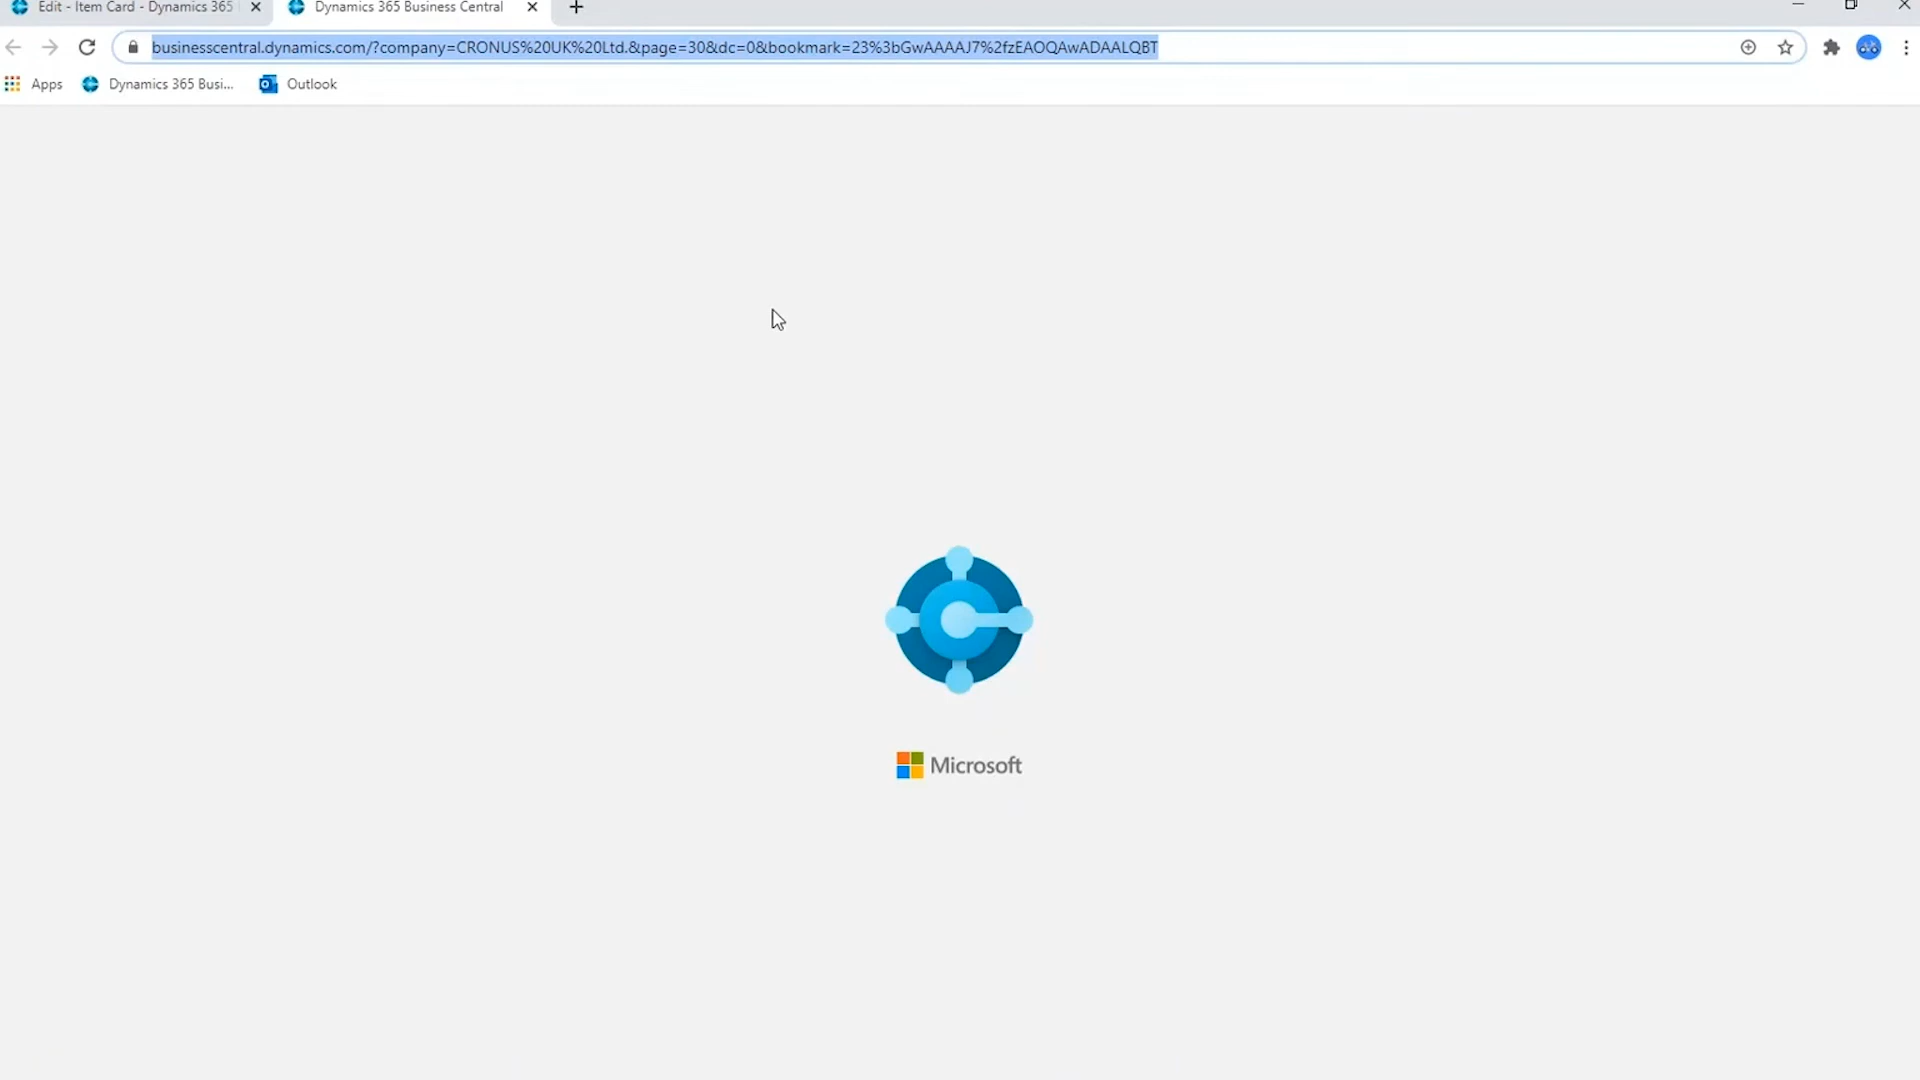 Edit - Item Card - Dynamics 365
Dynamics 365 Business Central
businesscentral.dynamics.com/?company=CRONUS%20UK%20Ltd.&page=30&dc=0&bookmark=23%3bGwAAAAJ7%2fzEAOQAwADAALQBT
Apps
Dynamics 365 Busi...
Outlook
Microsoft